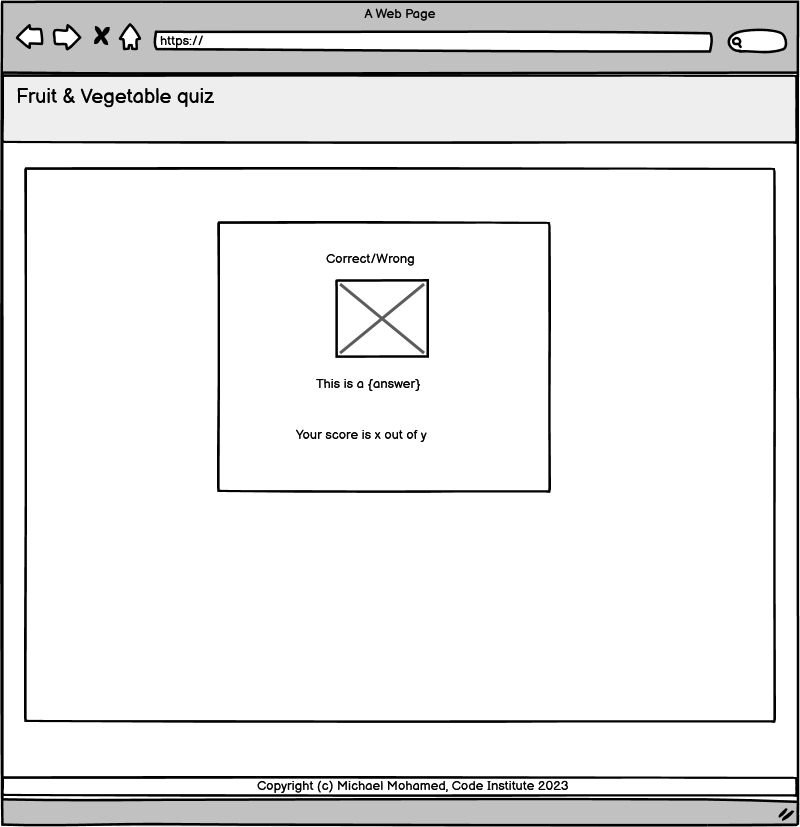 A Web Page
https://
Fruit & Vegetable quiz
Correct/Wrong
This is a {answer}
Your score is x out of y
Copyright (c) Michael Mohamed, Code Institute 2023